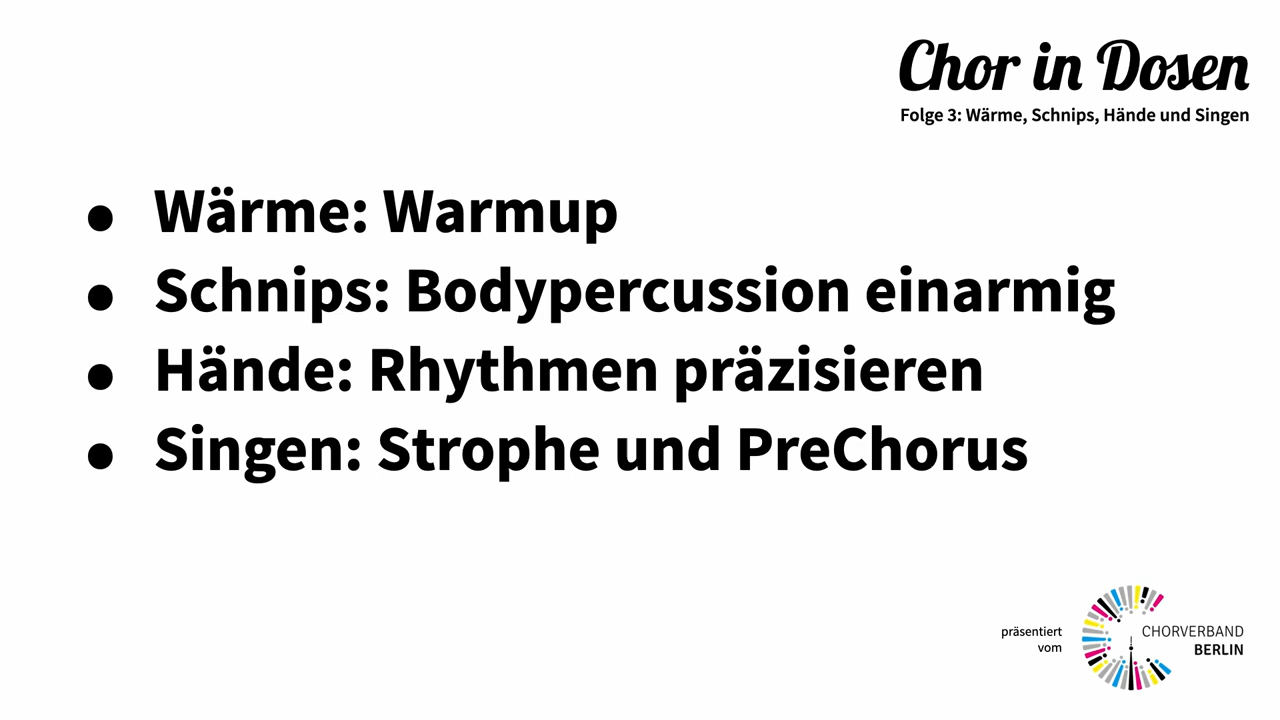 Chor in Dosen
Folge 3: Wärme, Schnips, Hände und Singen
• Wärme: Warmup
• Schnips: Bodypercussion einarmig
• Hände: Rhythmen präzisieren
• Singen: Strophe und PreChorus
präsentiert
vom
CHORVERBAND
BERLIN